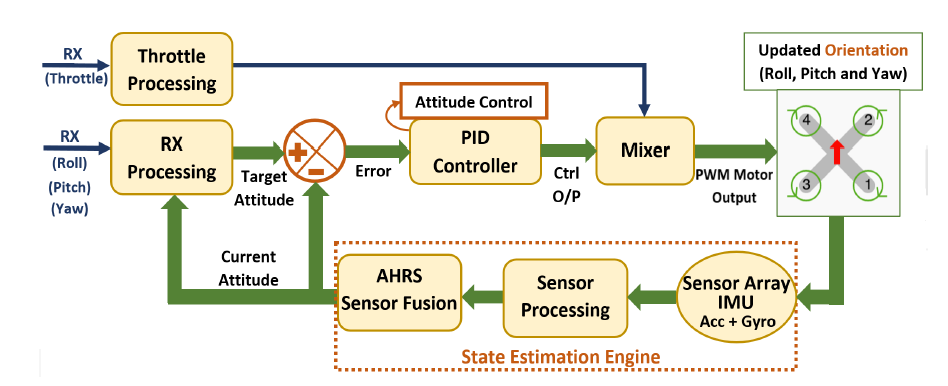 RX
(Throttle)
Throttle
Processing
Updated Orientation
(Roll, Pitch and Yaw)
Attitude Control
RX
(Roll)
(Pitch)
(Yaw)
RX
Processing
Target
Attitude
+
-
Error
PID
Controller
Ctrl
O/P
Mixer
PWM Motor
Output
4
2
3
1
Current
Attitude
AHRS
Sensor Fusion
Sensor
Processing
Sensor Array
IMU
Acc + Gyro
State Estimation Engine